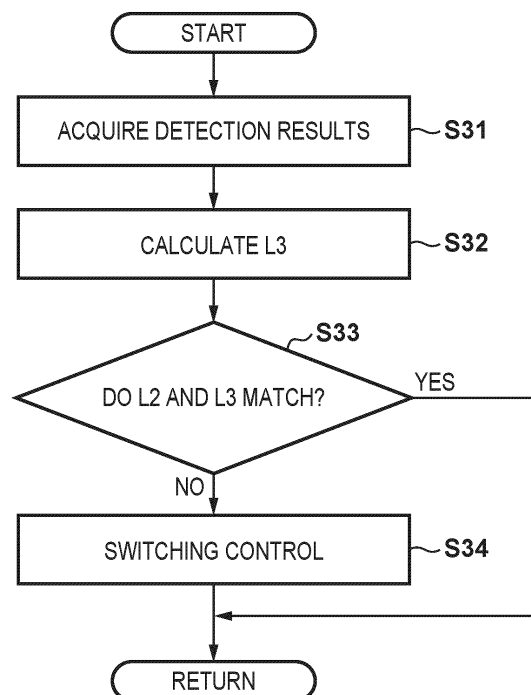 START
ACQUIRE DETECTION RESULTS
S31
CALCULATE L3
S32
S33
DO L2 AND L3 MATCH?
YES
NO
SWITCHING CONTROL
S34
RETURN